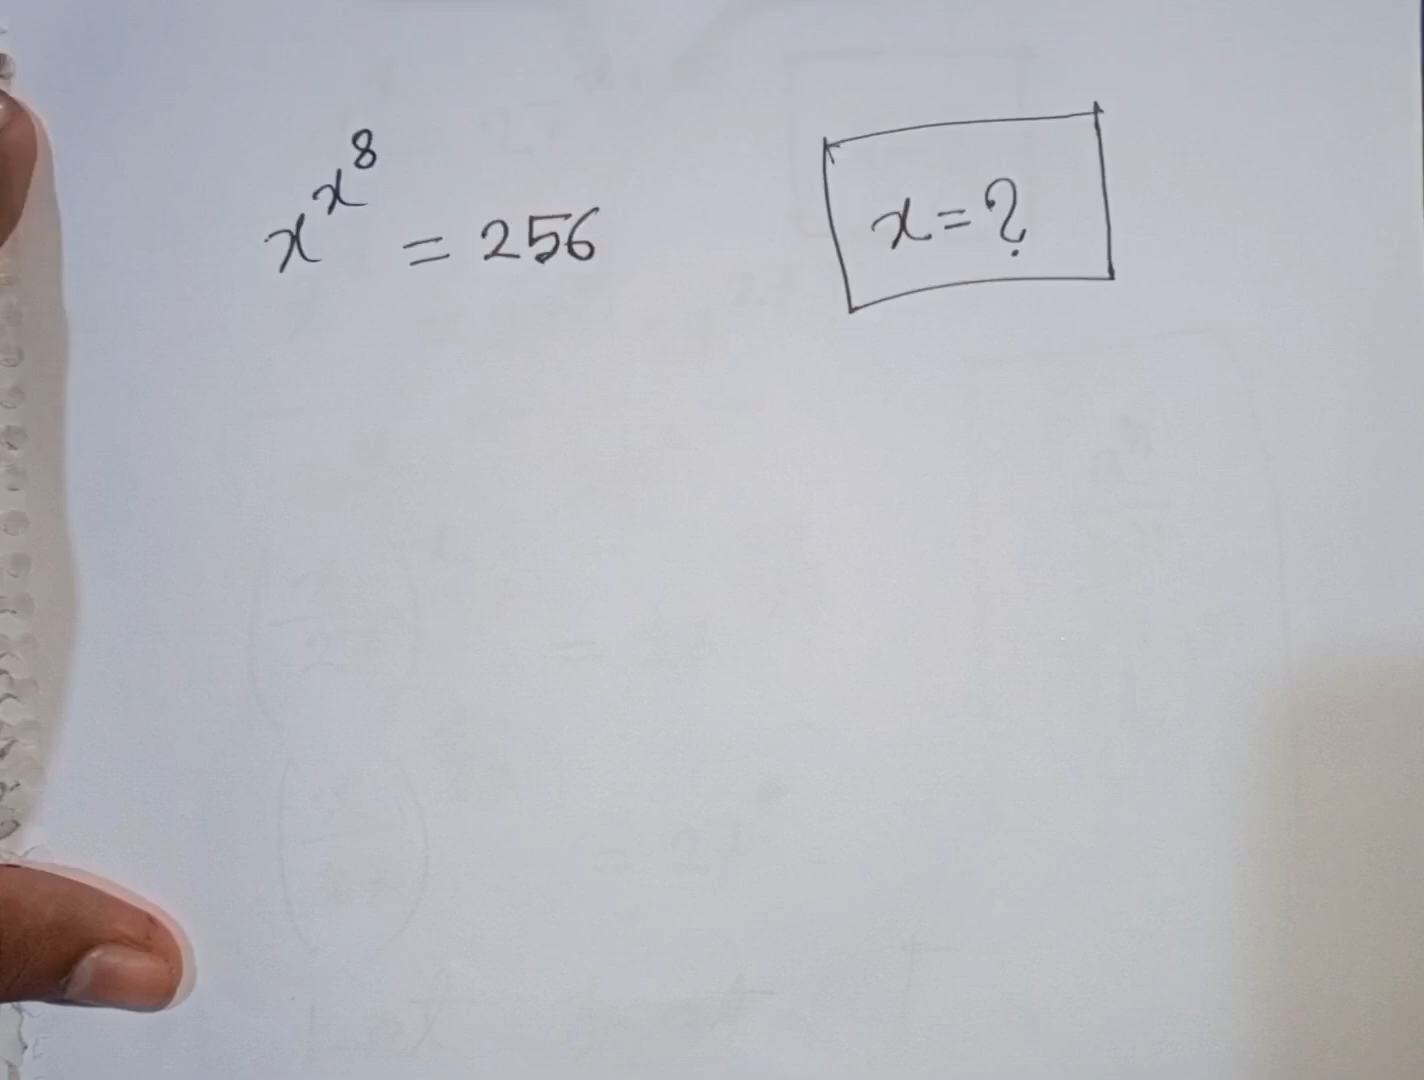 x^x^8 = 256
x = ?